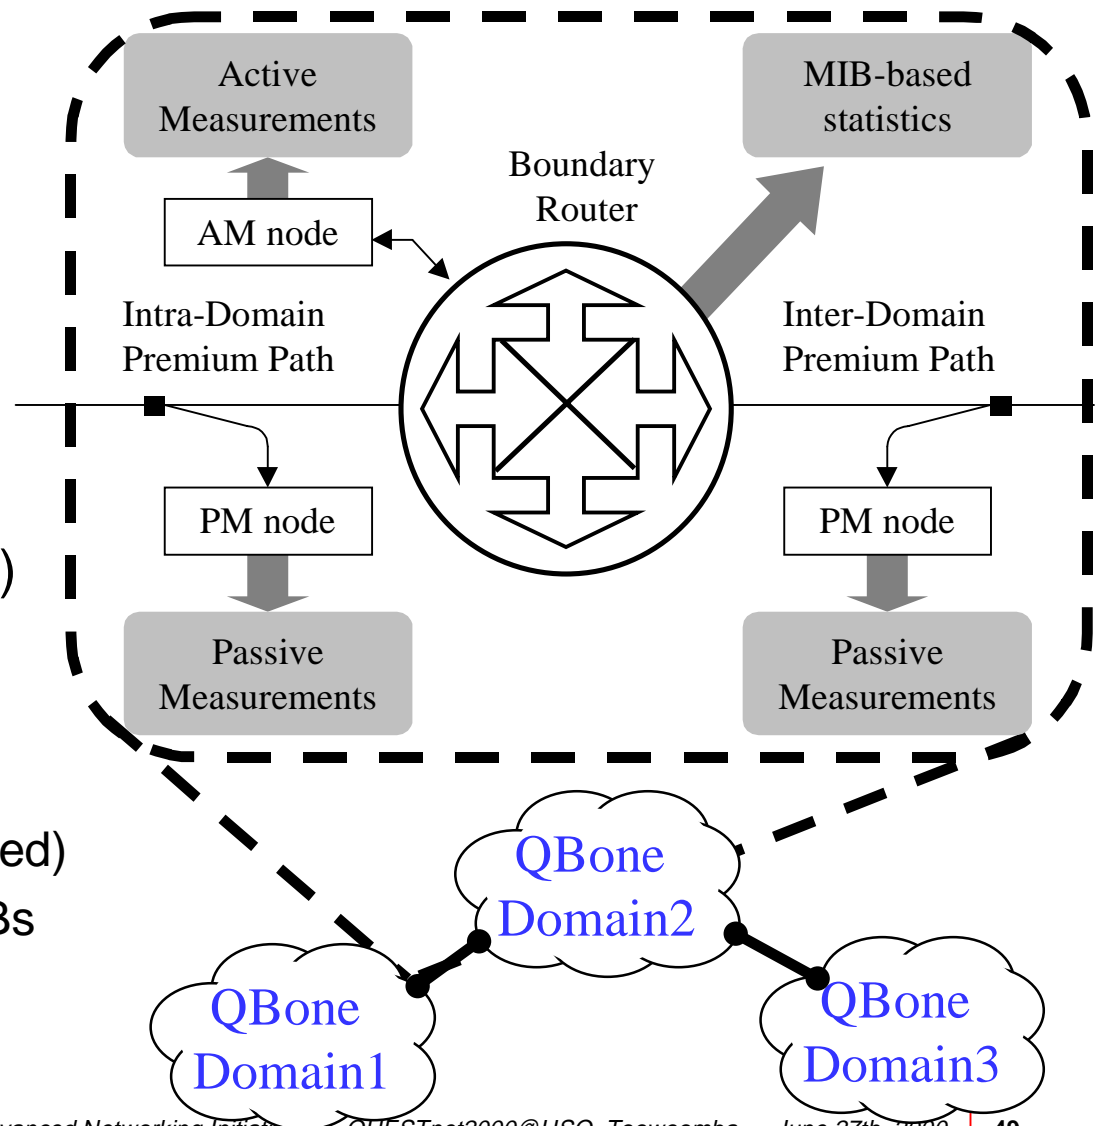 Active
Measurements
MIB-based
statistics
Boundary
Router
AM node
Intra-Domain
Premium Path
Inter-Domain
Premium Path
PM node
PM node
)
Passive
Measurements
Passive
Measurements
ed)
Bs
QBone
Domain2
QBone
Domain1
QBone
Domain3